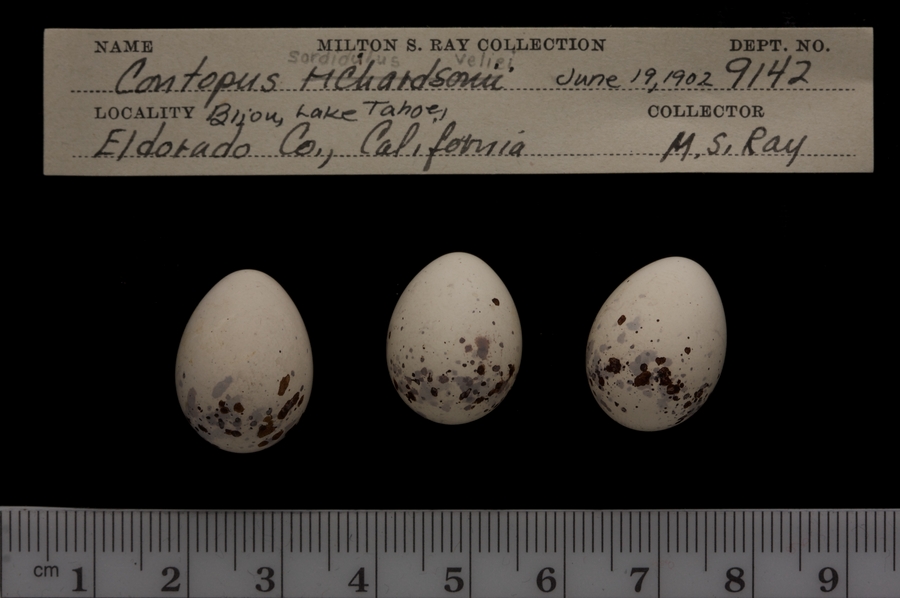 NAME MILTON S. RAY COLLECTION DEPT. NO.
sordidulus veliei
Contopus richardsonii June 19, 1902 9142
LOCALITY Bijou, Lake Tahoe, COLLECTOR
Eldorado Co., California M. S. Ray
cm 1 2 3 4 5 6 7 8 9